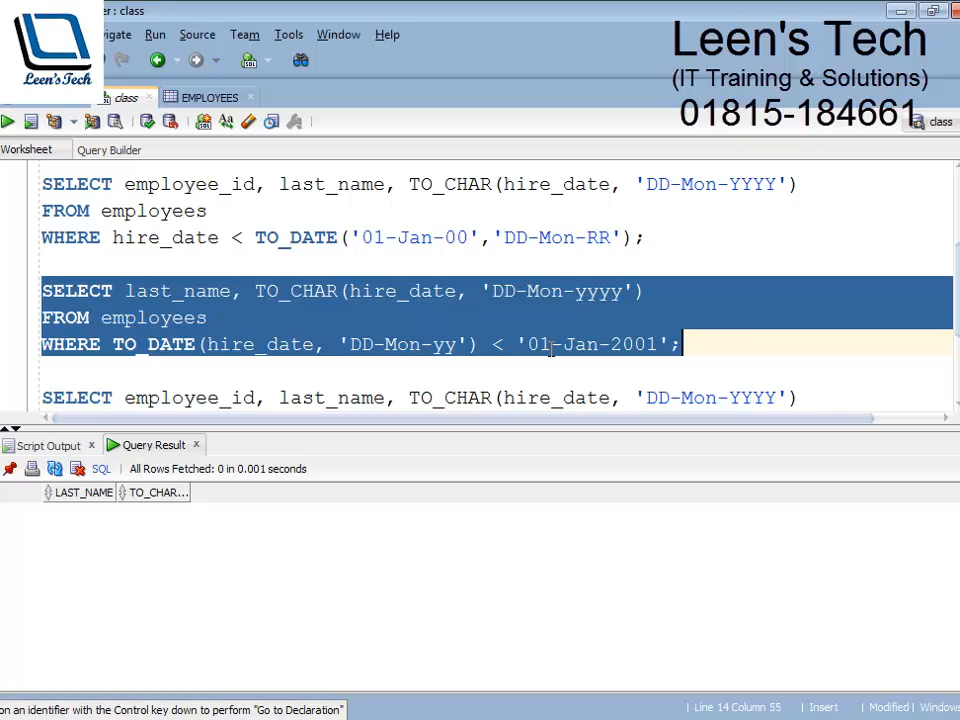 er : class
Leen's Tech
Leen's Tech
(IT Training & Solutions)
01815-184661
igate Run Source Team Tools Window Help
class EMPLOYEES
class
Worksheet Query Builder
SELECT employee_id, last_name, TO_CHAR(hire_date, 'DD-Mon-YYYY')
FROM employees
WHERE hire_date < TO_DATE('01-Jan-00','DD-Mon-RR');
SELECT last_name, TO_CHAR(hire_date, 'DD-Mon-yyyy')
FROM employees
WHERE TO_DATE(hire_date, 'DD-Mon-yy') < '01-Jan-2001';
SELECT employee_id, last_name, TO_CHAR(hire_date, 'DD-Mon-YYYY')
Script Output Query Result
SQL All Rows Fetched: 0 in 0.001 seconds
LAST_NAME TO_CHAR...
on an identifier with the Control key down to perform "Go to Declaration"
Line 14 Column 55 Insert Modified Windows